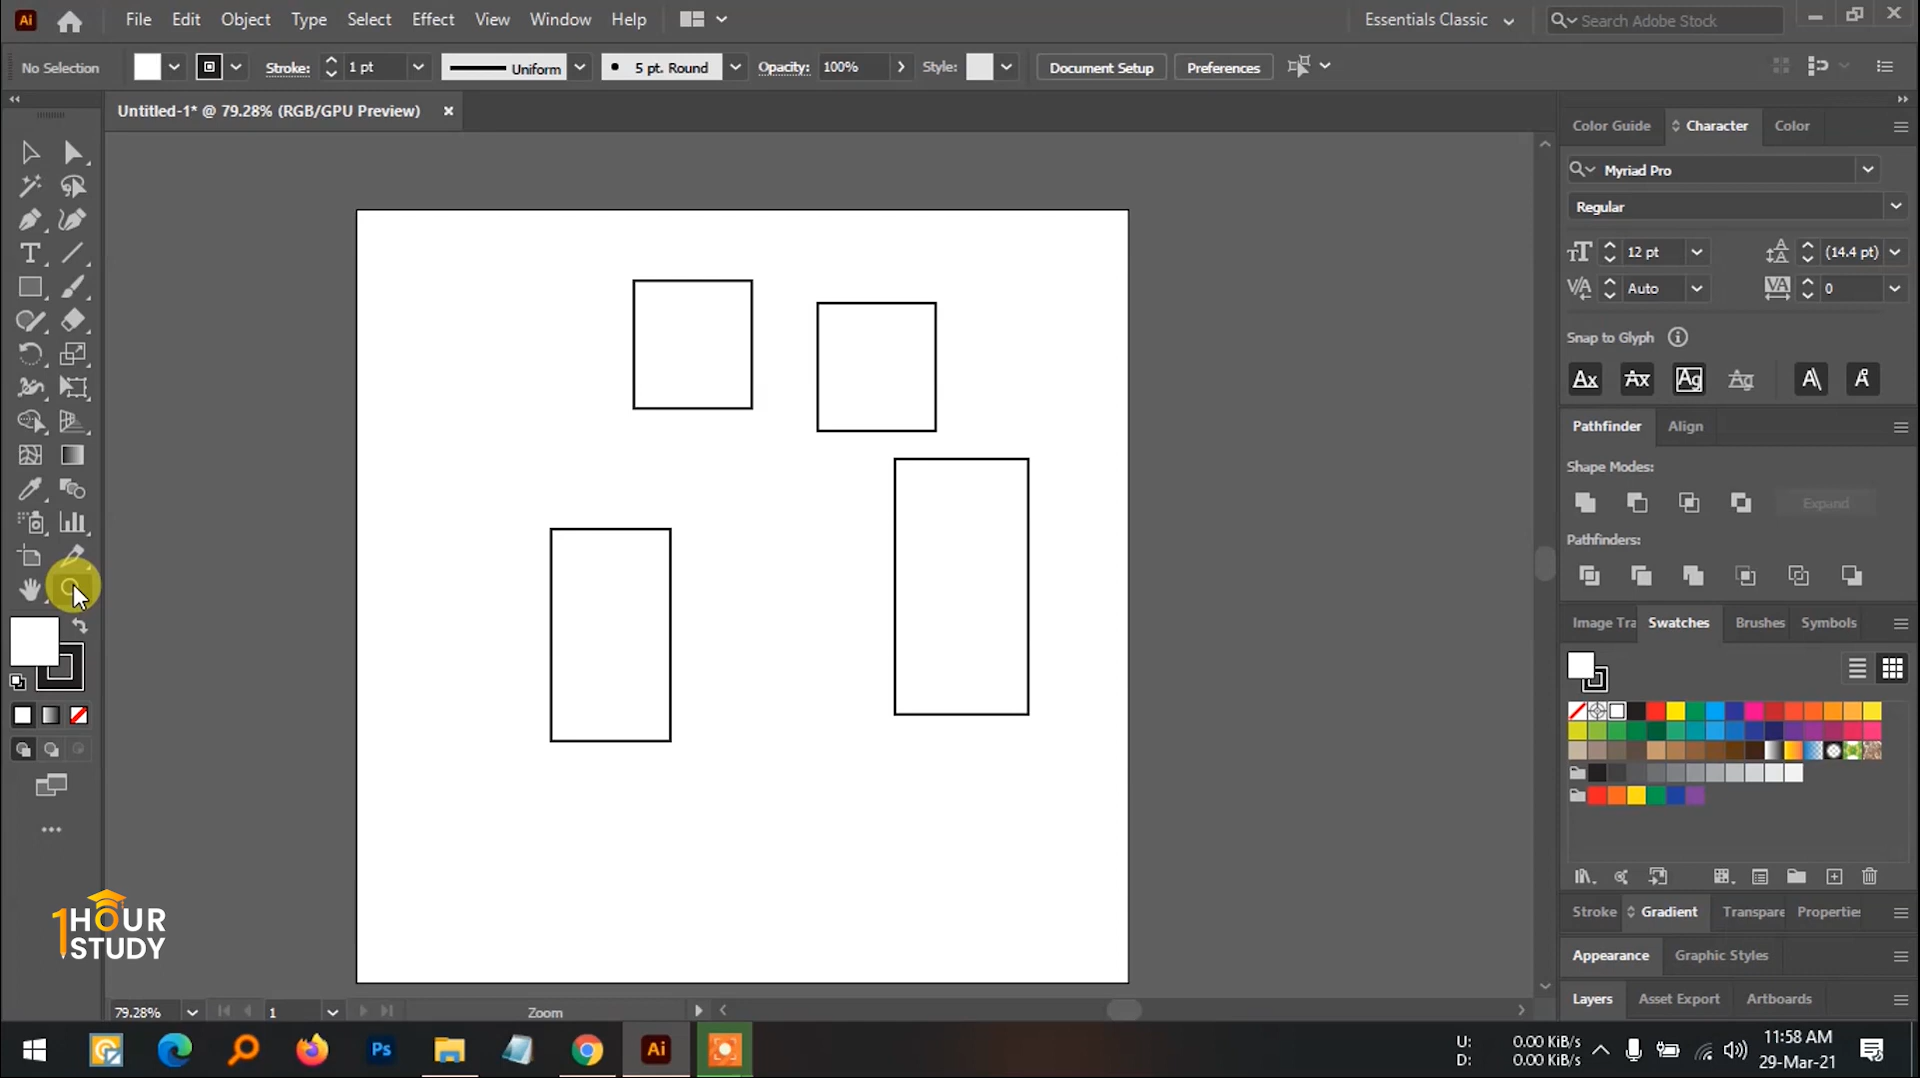 Ai File Edit Object Type Select Effect View Window Help Essentials Classic Search Adobe Stock
No Selection Stroke: 1 pt Uniform 5 pt. Round Opacity: 100% Style: Document Setup Preferences
Untitled-1* @ 79.28% (RGB/GPU Preview)
Color Guide Character Color
Myriad Pro
Regular
12 pt (14.4 pt)
Auto 0
Snap to Glyph
Pathfinder Align
Shape Modes:
Expand
Pathfinders:
Image Tra Swatches Brushes Symbols
Stroke Gradient Transpare Propertie
Appearance Graphic Styles
Layers Asset Export Artboards
1HOUR
STUDY
79.28% 1 Zoom
Ps Ai
U: 0.00 KiB/s
D: 0.00 KiB/s
11:58 AM
29-Mar-21